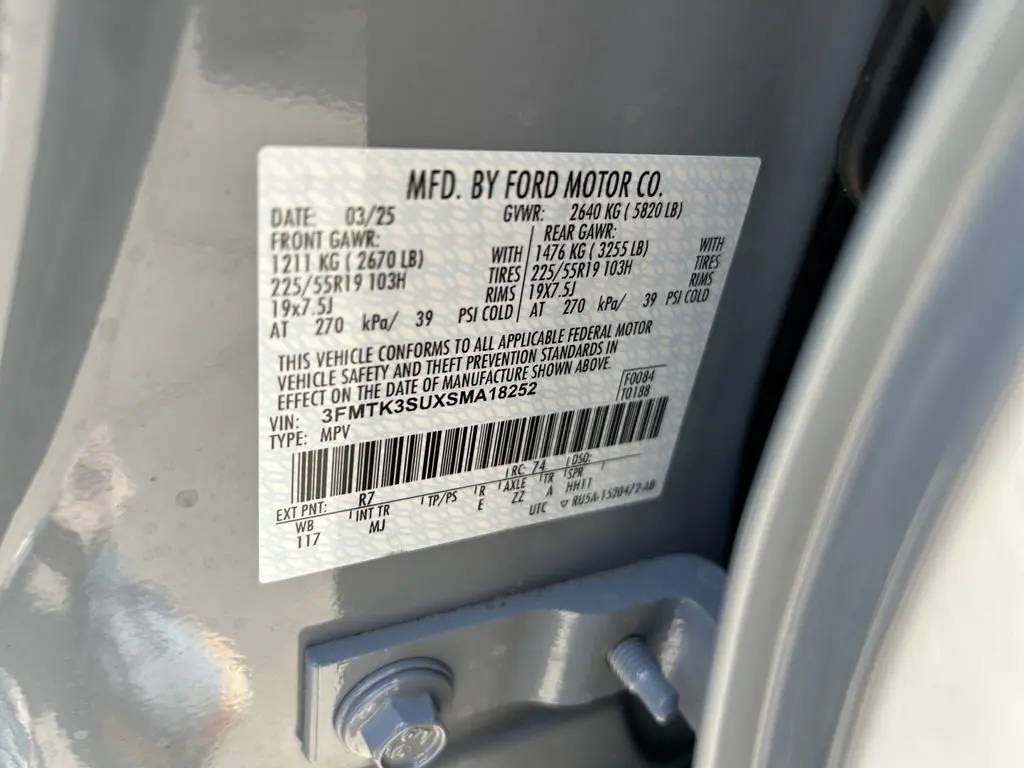 MFD. BY FORD MOTOR CO.
DATE: 03/25 GVWR: 2640 KG ( 5820 LB)
FRONT GAWR: REAR GAWR:
1211 KG ( 2670 LB) WITH 1476 KG ( 3255 LB) WITH
225/55R19 103H TIRES 225/55R19 103H TIRES
19x7.5J RIMS 19X7.5J RIMS
AT 270 kPa/ 39 PSI COLD AT 270 kPa/ 39 PSI COLD
THIS VEHICLE CONFORMS TO ALL APPLICABLE FEDERAL MOTOR
VEHICLE SAFETY AND THEFT PREVENTION STANDARDS IN
EFFECT ON THE DATE OF MANUFACTURE SHOWN ABOVE.
VIN: 3FMTK3SUXSMA18252 F0084
TYPE: MPV T0188
EXT PNT: R7 RC: 74 DSO:
WB INT TR TP/PS R AXLE TR SPR
117 MJ E ZZ A HH11
UTC ▽ RU5A-1520472-AB